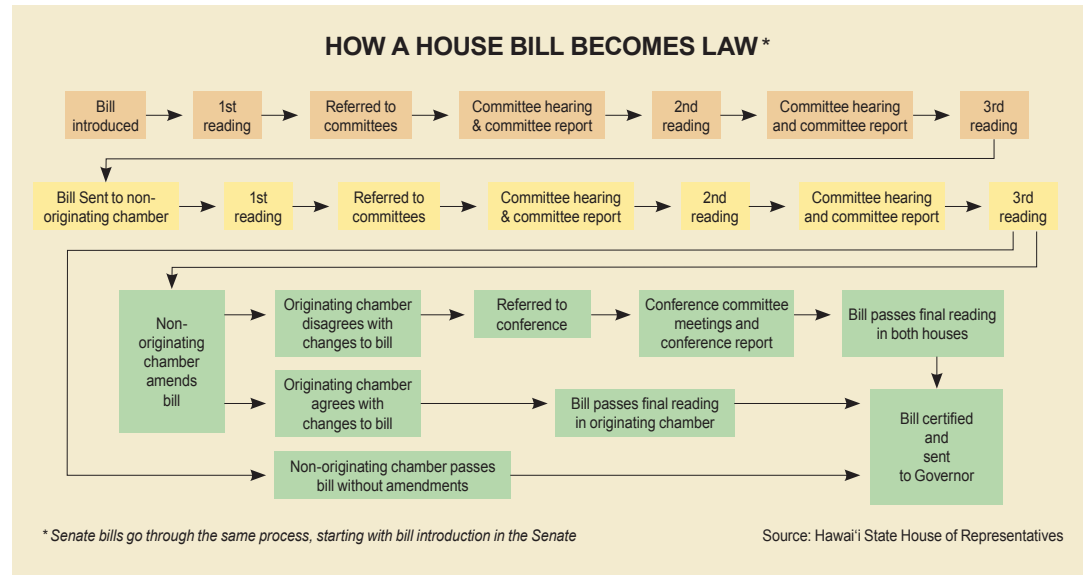 HOW A HOUSE BILL BECOMES LAW *
Bill
introduced
1st
reading
Referred to
committees
Committee hearing
& committee report
2nd
reading
Committee hearing
and committee report
3rd
reading
Bill Sent to non-
originating chamber
1st
reading
Referred to
committees
Committee hearing
& committee report
2nd
reading
Committee hearing
and committee report
3rd
reading
Non-
originating
chamber
amends
bill
Originating chamber
disagrees with
changes to bill
Referred to
conference
Conference committee
meetings and
conference report
Bill passes final reading
in both houses
Originating chamber
agrees with
changes to bill
Bill passes final reading
in originating chamber
Bill certified
and
sent
to Governor
Non-originating chamber passes
bill without amendments
* Senate bills go through the same process, starting with bill introduction in the Senate
Source: Hawaiʻi State House of Representatives